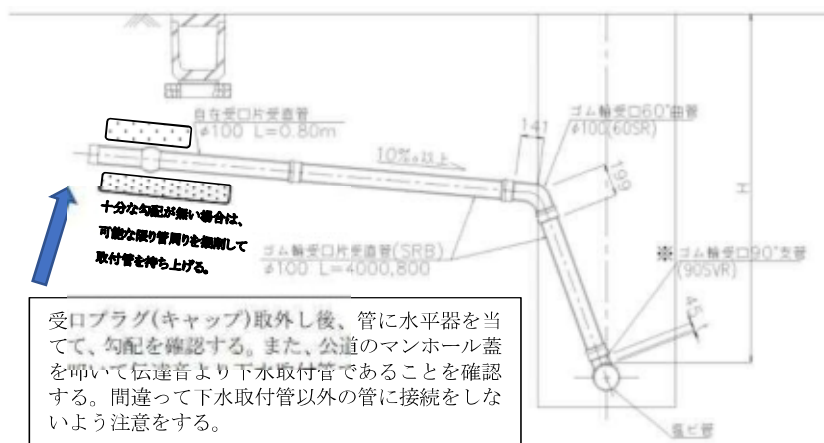 自在受口片受直管
φ100 L=0.80m
ゴム輪受口60°曲管
φ100(60SR)
141
10‰以上
199
H
十分な勾配が無い場合は、
可能な限り管周りを掘削して
取付管を持ち上げる。
ゴム輪受口片受直管(SRB)
φ100 L=4000,800
※ ゴム輪受口90°支管
(90SVR)
45
受口プラグ(キャップ)取外し後、管に水平器を当
てて、勾配を確認する。また、公道のマンホール蓋
を叩いて伝達音より下水取付管であることを確認
する。間違って下水取付管以外の管に接続をしな
いよう注意をする。
塩ビ管